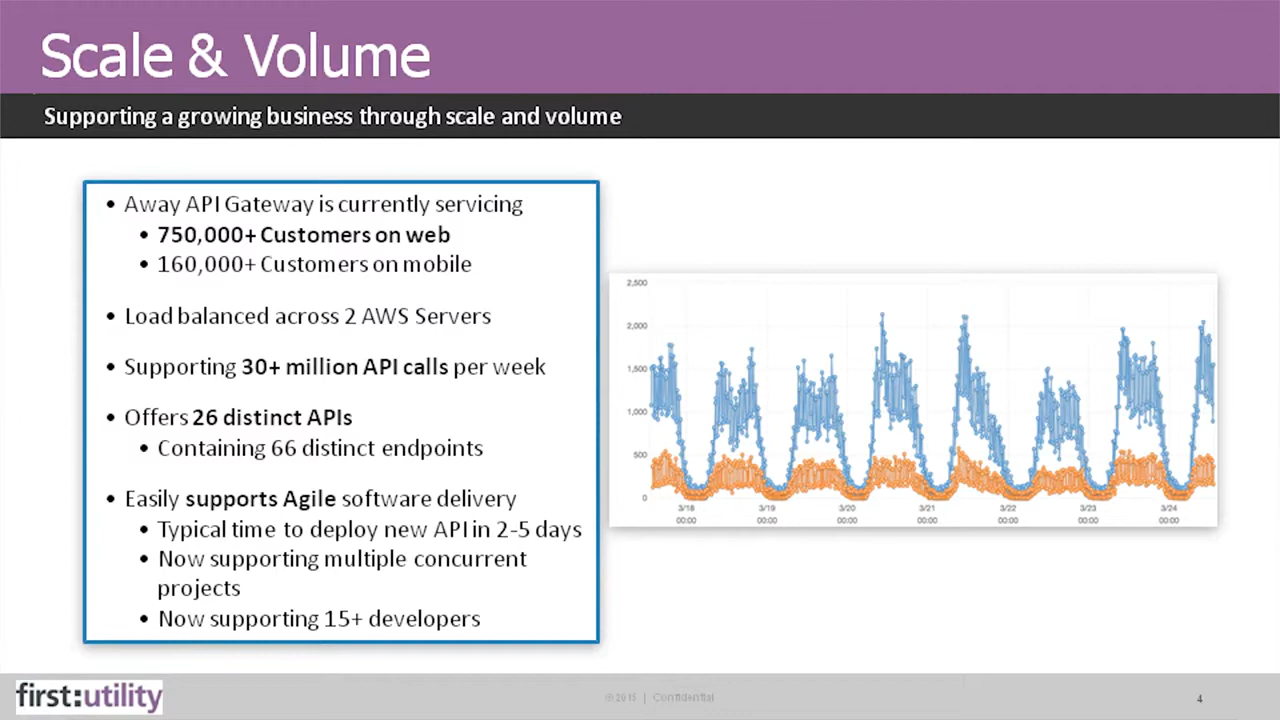 Scale & Volume
Supporting a growing business through scale and volume
• Away API Gateway is currently servicing
• 750,000+ Customers on web
• 160,000+ Customers on mobile
• Load balanced across 2 AWS Servers
• Supporting 30+ million API calls per week
• Offers 26 distinct APIs
• Containing 66 distinct endpoints
• Easily supports Agile software delivery
• Typical time to deploy new API in 2-5 days
• Now supporting multiple concurrent
projects
• Now supporting 15+ developers
2,500
2,000
1,500
1,000
500
0
3/18 3/19 3/20 3/21 3/22 3/23 3/24
00:00 00:00 00:00 00:00 00:00 00:00 00:00
first:utility
© 2015 | Confidential
4